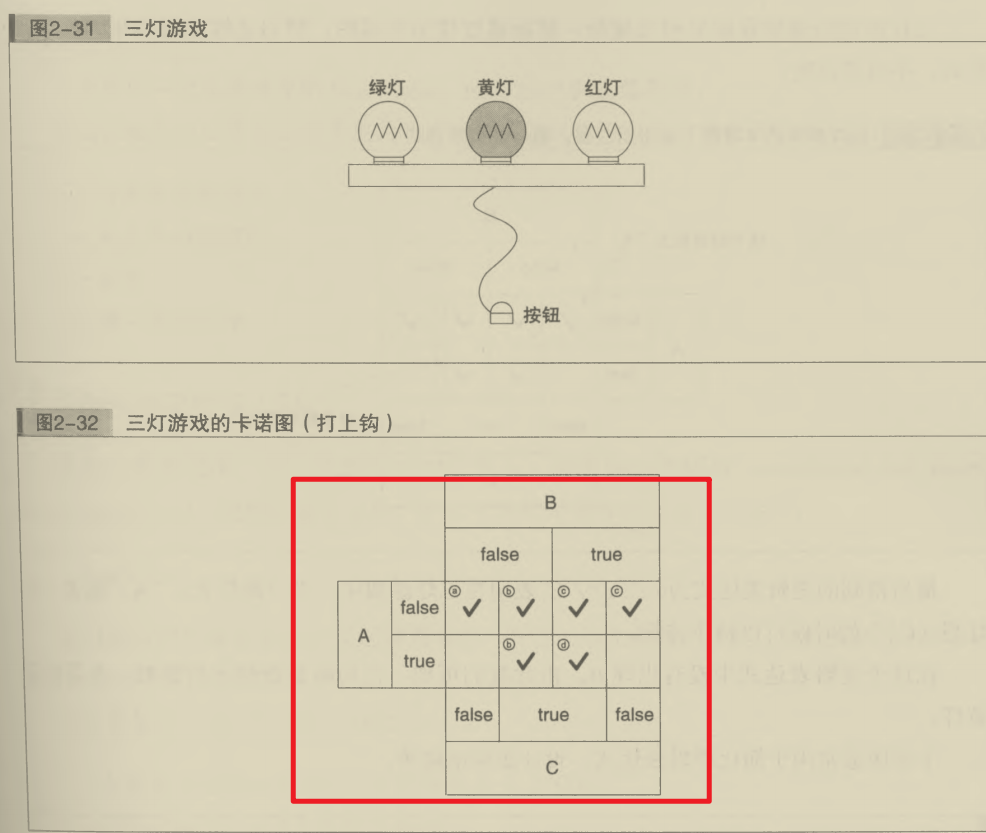 图2-31 三灯游戏
绿灯 黄灯 红灯
按钮
图2-32 三灯游戏的卡诺图(打上钩)
B
false true
false ⓐ✓ ⓑ✓ ⓒ✓ ⓒ✓
A
true ⓑ✓ ⓓ✓
false true false
C